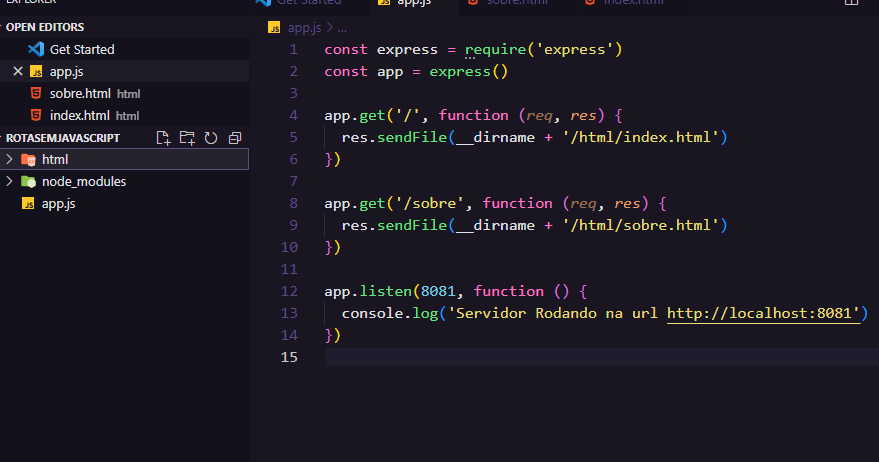 EXPLORER
Get Started
app.js
sobre.html
index.html
OPEN EDITORS
Get Started
JS app.js
sobre.html html
index.html html
ROTASEMJAVASCRIPT
html
node_modules
JS app.js
JS app.js > ...
1 const express = require('express')
2 const app = express()
3
4 app.get('/', function (req, res) {
5 res.sendFile(__dirname + '/html/index.html')
6 })
7
8 app.get('/sobre', function (req, res) {
9 res.sendFile(__dirname + '/html/sobre.html')
10 })
11
12 app.listen(8081, function () {
13 console.log('Servidor Rodando na url http://localhost:8081')
14 })
15